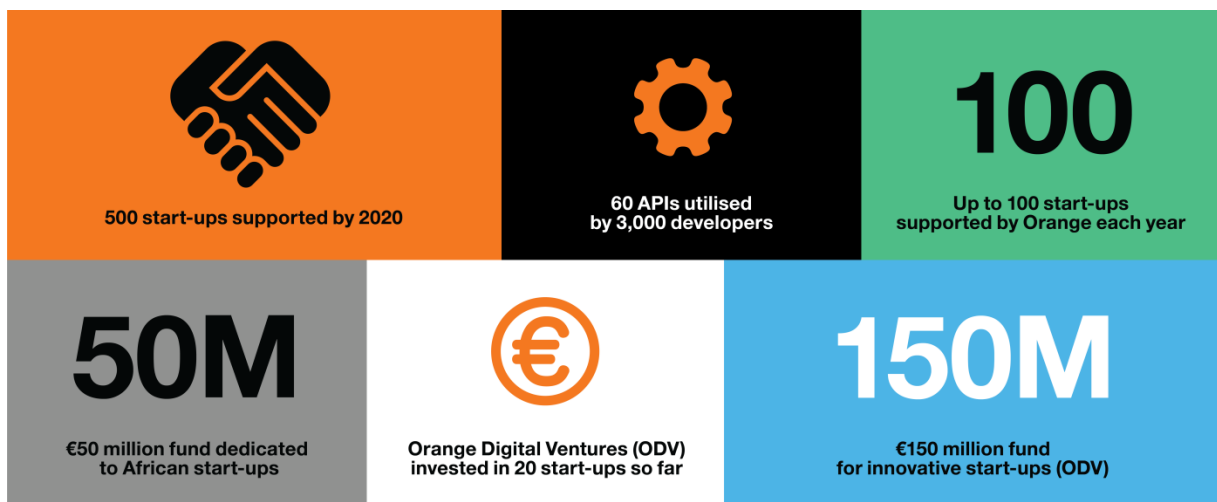 500 start-ups supported by 2020
60 APIs utilised
by 3,000 developers
100
Up to 100 start-ups
supported by Orange each year
50M
€50 million fund dedicated
to African start-ups
€
Orange Digital Ventures (ODV)
invested in 20 start-ups so far
150M
€150 million fund
for innovative start-ups (ODV)